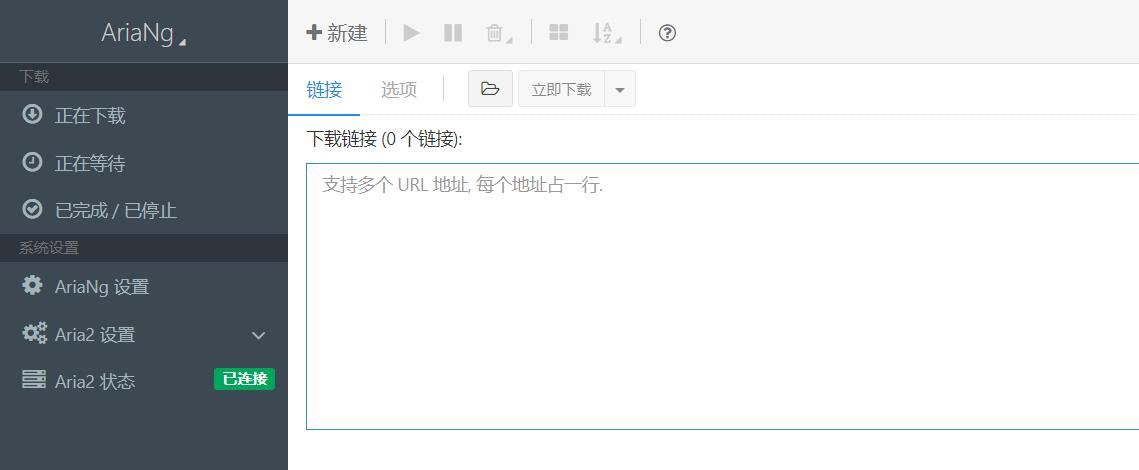 AriaNg
新建
下载
链接 选项 立即下载
正在下载
下载链接 (0 个链接):
正在等待
支持多个 URL 地址, 每个地址占一行.
已完成 / 已停止
系统设置
AriaNg 设置
Aria2 设置
Aria2 状态 已连接